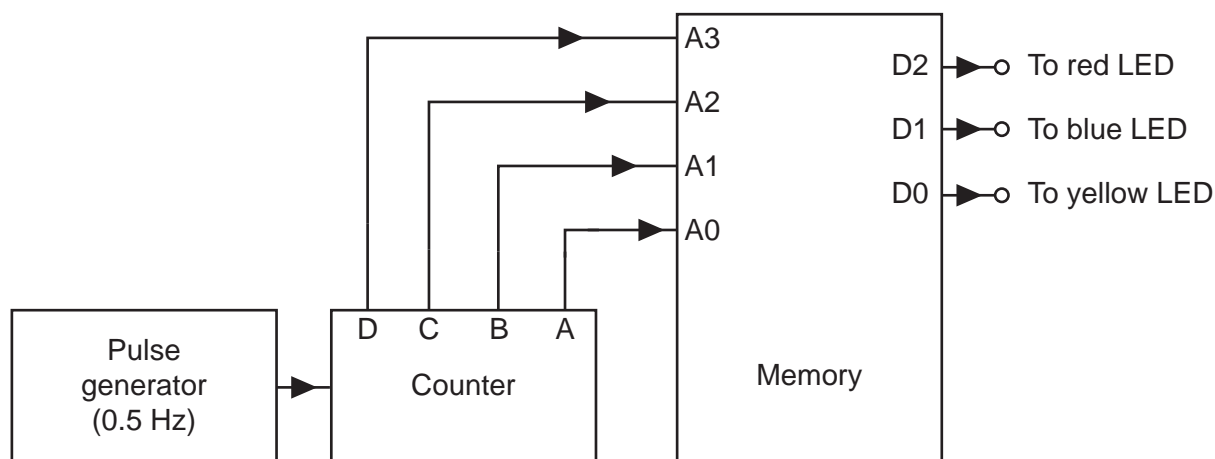 A3
D2
To red LED
A2
D1
To blue LED
A1
D0
To yellow LED
A0
D
C
B
A
Pulse
generator
(0.5 Hz)
Counter
Memory